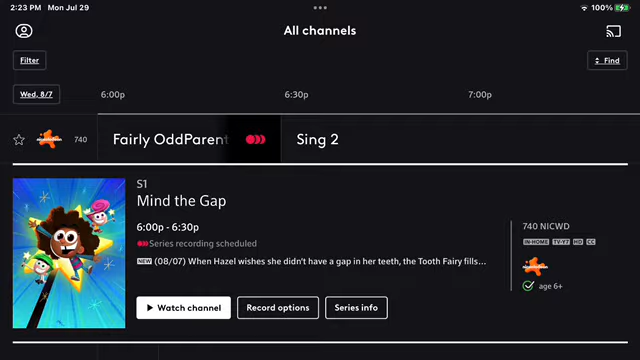 2:23 PM Mon Jul 29
100%
All channels
Filter
Find
Wed, 8/7
6:00p
6:30p
7:00p
740
Fairly OddParent
Sing 2
S1
Mind the Gap
6:00p - 6:30p
Series recording scheduled
NEW (08/07) When Hazel wishes she didn't have a gap in her teeth, the Tooth Fairy fills...
740 NICWD
IN-HOME TV-Y7 HD CC
age 6+
Watch channel
Record options
Series info